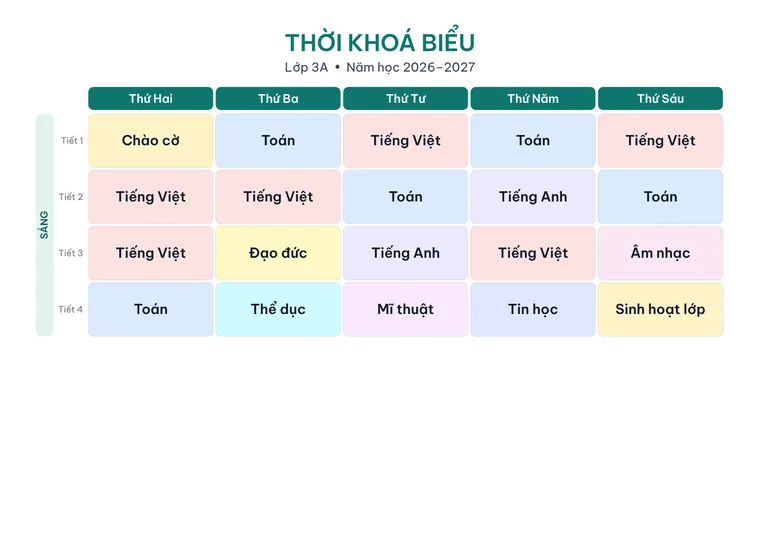 THỜI KHOÁ BIỂU
Lớp 3A • Năm học 2026–2027
Thứ Hai Thứ Ba Thứ Tư Thứ Năm Thứ Sáu
SÁNG
Tiết 1 Chào cờ Toán Tiếng Việt Toán Tiếng Việt
Tiết 2 Tiếng Việt Tiếng Việt Toán Tiếng Anh Toán
Tiết 3 Tiếng Việt Đạo đức Tiếng Anh Tiếng Việt Âm nhạc
Tiết 4 Toán Thể dục Mĩ thuật Tin học Sinh hoạt lớp